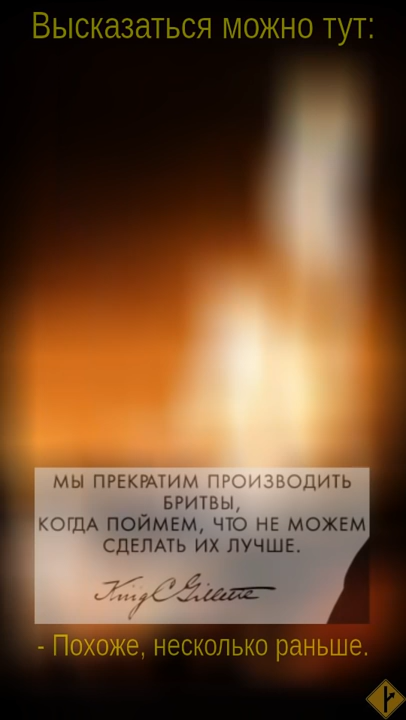 Высказаться можно тут:
МЫ ПРЕКРАТИМ ПРОИЗВОДИТЬ
БРИТВЫ,
КОГДА ПОЙМЕМ, ЧТО НЕ МОЖЕМ
СДЕЛАТЬ ИХ ЛУЧШЕ.
King C Gillette
- Похоже, несколько раньше.